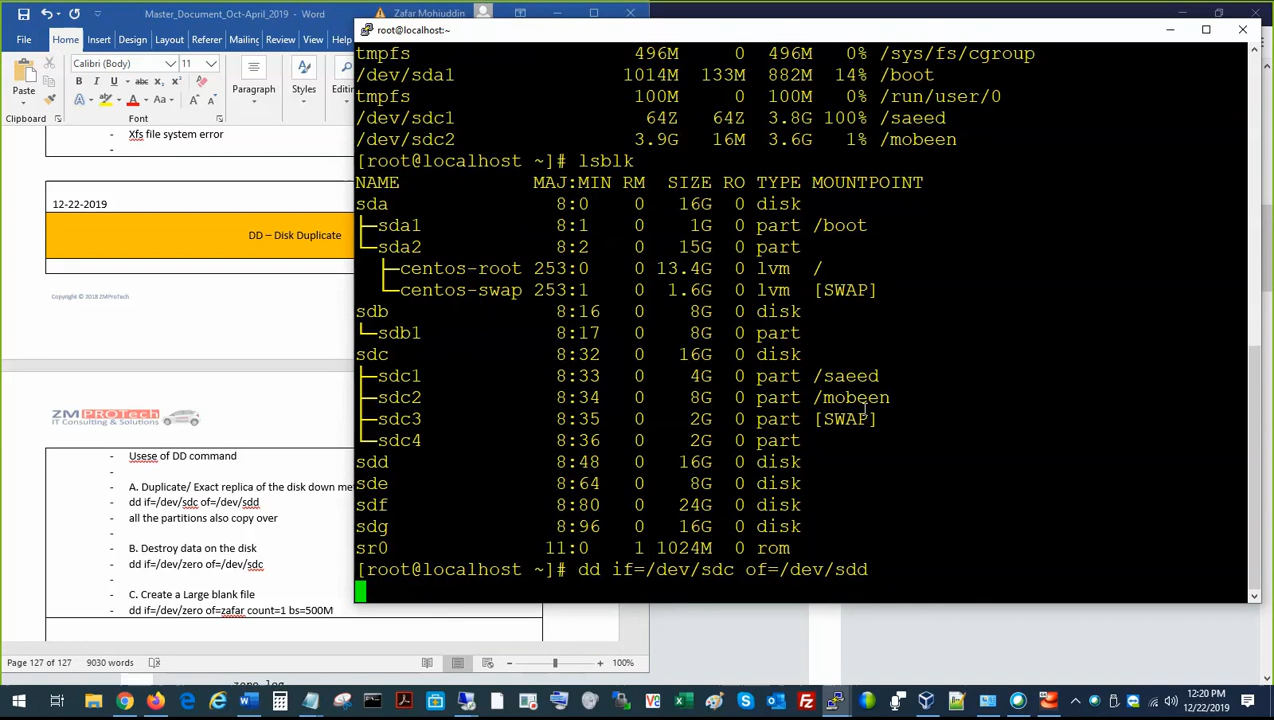 Master_Document_Oct-April_2019 - Word
Zafar Mohiuddin
File Home Insert Design Layout Referer Mailing Review View
Paste
Calibri (Body) 11
Paragraph Styles
Clipboard Font
- Xfs file system error
-
12-22-2019
DD – Disk Duplicate
Copyright © 2018 ZMProTech
ZMPROTech
IT Consulting & Solutions
- Usese of DD command
-
- A. Duplicate/ Exact replica of the disk down me
- dd if=/dev/sdc of=/dev/sdd
- all the partitions also copy over
-
- B. Destroy data on the disk
- dd if=/dev/zero of=/dev/sdc
-
- C. Create a Large blank file
- dd if=/dev/zero of=zafar count=1 bs=500M
Page 127 of 127 9030 words
100%
root@localhost:~
tmpfs 496M 0 496M 0% /sys/fs/cgroup
/dev/sda1 1014M 133M 882M 14% /boot
tmpfs 100M 0 100M 0% /run/user/0
/dev/sdc1 64Z 64Z 3.8G 100% /saeed
/dev/sdc2 3.9G 16M 3.6G 1% /mobeen
[root@localhost ~]# lsblk
NAME MAJ:MIN RM SIZE RO TYPE MOUNTPOINT
sda 8:0 0 16G 0 disk
├─sda1 8:1 0 1G 0 part /boot
└─sda2 8:2 0 15G 0 part
├─centos-root 253:0 0 13.4G 0 lvm /
└─centos-swap 253:1 0 1.6G 0 lvm [SWAP]
sdb 8:16 0 8G 0 disk
└─sdb1 8:17 0 8G 0 part
sdc 8:32 0 16G 0 disk
├─sdc1 8:33 0 4G 0 part /saeed
├─sdc2 8:34 0 8G 0 part /mobeen
├─sdc3 8:35 0 2G 0 part [SWAP]
└─sdc4 8:36 0 2G 0 part
sdd 8:48 0 16G 0 disk
sde 8:64 0 8G 0 disk
sdf 8:80 0 24G 0 disk
sdg 8:96 0 16G 0 disk
sr0 11:0 1 1024M 0 rom
[root@localhost ~]# dd if=/dev/sdc of=/dev/sdd
12:20 PM
12/22/2019